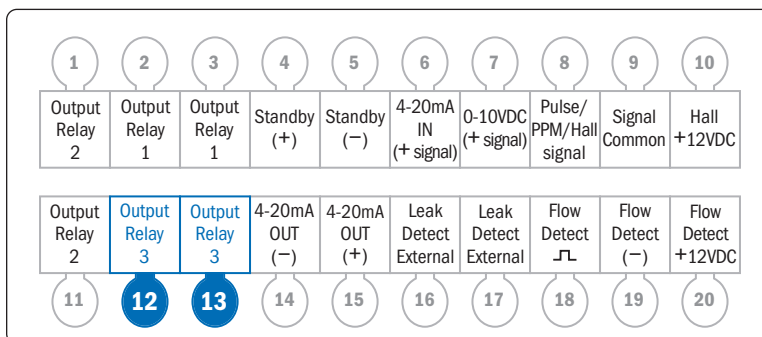 1 2 3 4 5 6 7 8 9 10
Output Relay 2
Output Relay 1
Output Relay 1
Standby (+)
Standby (−)
4-20mA IN (+ signal)
0-10VDC (+ signal)
Pulse/ PPM/Hall signal
Signal Common
Hall +12VDC
Output Relay 2
Output Relay 3
Output Relay 3
4-20mA OUT (−)
4-20mA OUT (+)
Leak Detect External
Leak Detect External
Flow Detect ⎍
Flow Detect (−)
Flow Detect +12VDC
11 12 13 14 15 16 17 18 19 20